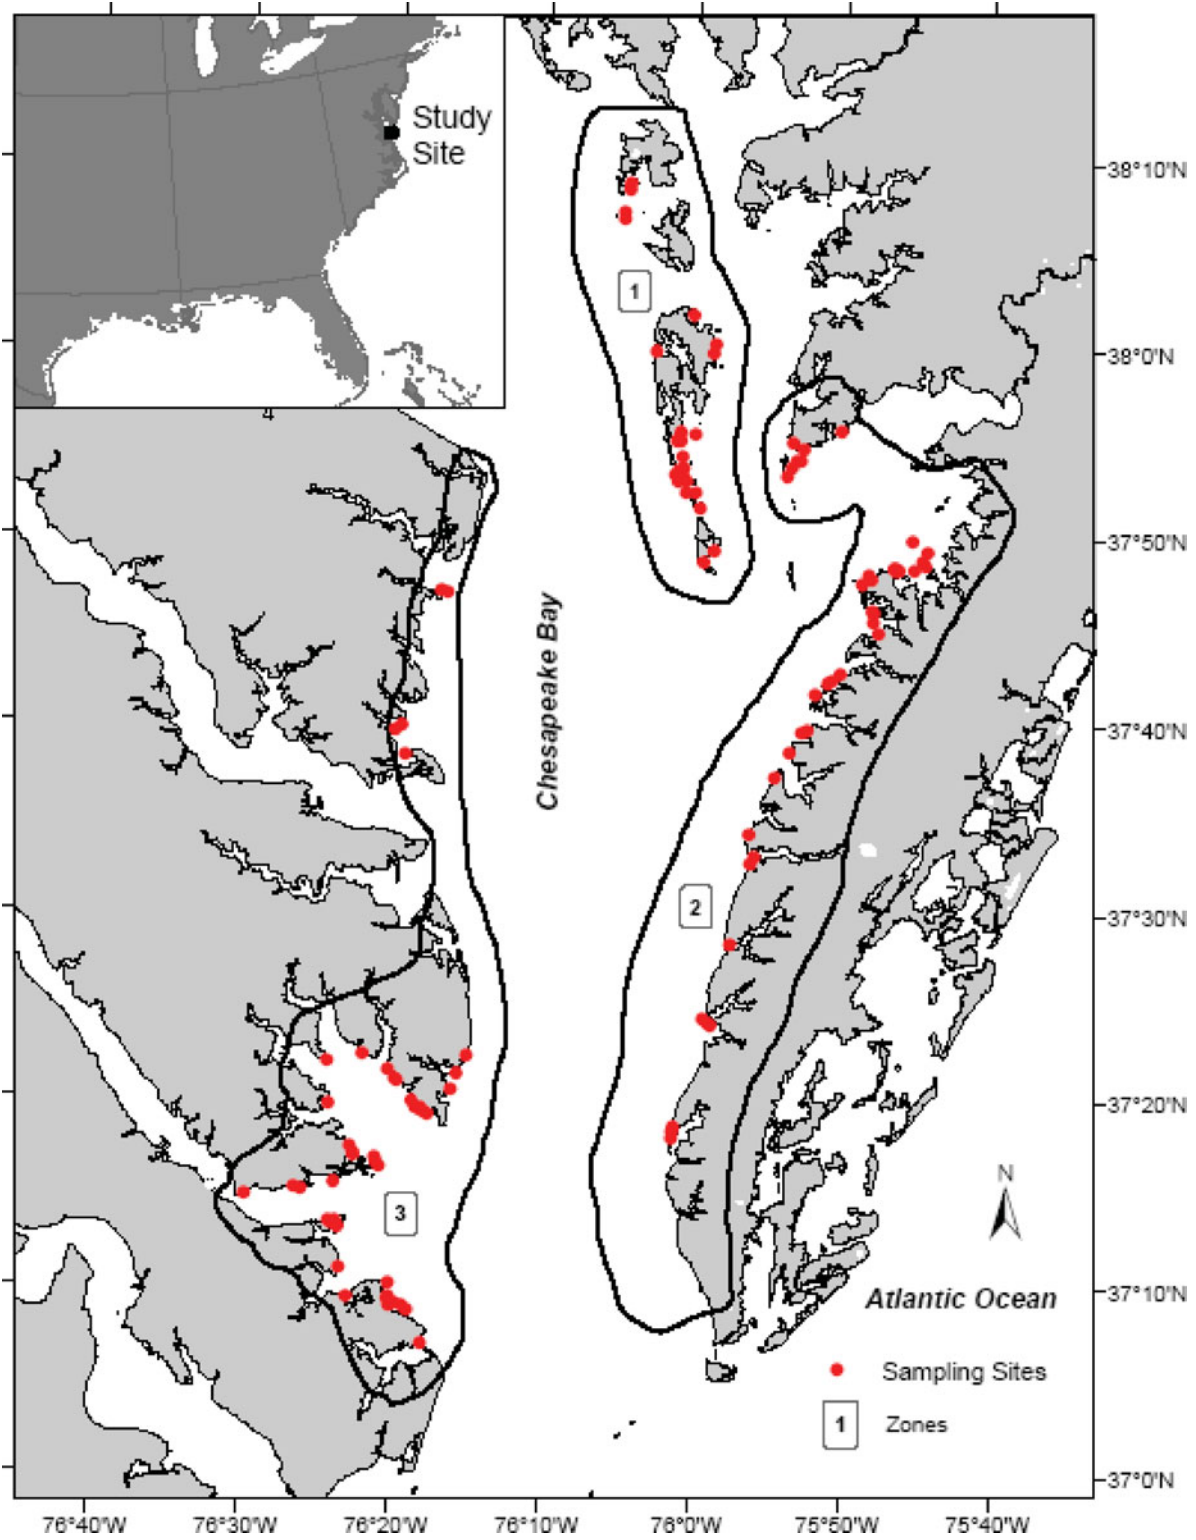 Study
Site
4
38°10'N
1
38°0'N
37°50'N
Chesapeake Bay
37°40'N
2
37°30'N
37°20'N
3
N
37°10'N
Atlantic Ocean
Sampling Sites
1 Zones
37°0'N
76°40'W 76°30'W 76°20'W 76°10'W 76°0'W 75°50'W 75°40'W